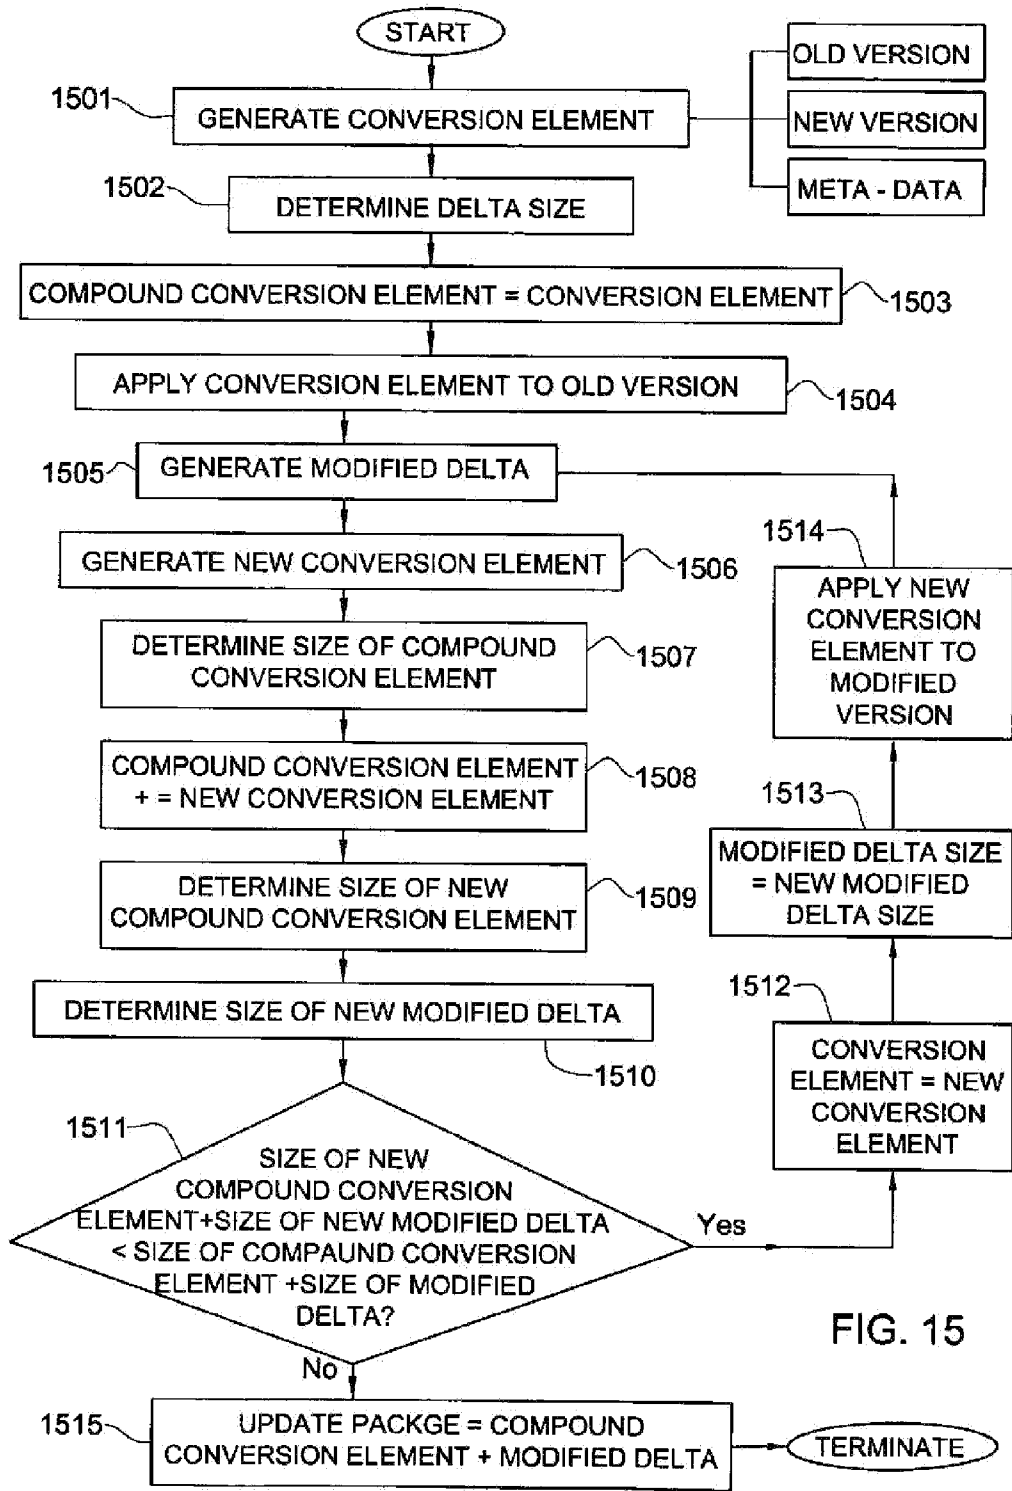 START
1501
GENERATE CONVERSION ELEMENT
OLD VERSION
NEW VERSION
META - DATA
1502
DETERMINE DELTA SIZE
COMPOUND CONVERSION ELEMENT = CONVERSION ELEMENT
1503
APPLY CONVERSION ELEMENT TO OLD VERSION
1504
1505
GENERATE MODIFIED DELTA
GENERATE NEW CONVERSION ELEMENT
1506
DETERMINE SIZE OF COMPOUND
CONVERSION ELEMENT
1507
COMPOUND CONVERSION ELEMENT
+ = NEW CONVERSION ELEMENT
1508
DETERMINE SIZE OF NEW
COMPOUND CONVERSION ELEMENT
1509
DETERMINE SIZE OF NEW MODIFIED DELTA
1510
1511
SIZE OF NEW
COMPOUND CONVERSION
ELEMENT+SIZE OF NEW MODIFIED DELTA
< SIZE OF COMPAUND CONVERSION
ELEMENT +SIZE OF MODIFIED
DELTA?
Yes
1512
CONVERSION
ELEMENT = NEW
CONVERSION
ELEMENT
1513
MODIFIED DELTA SIZE
= NEW MODIFIED
DELTA SIZE
1514
APPLY NEW
CONVERSION
ELEMENT TO
MODIFIED
VERSION
No
1515
UPDATE PACKGE = COMPOUND
CONVERSION ELEMENT + MODIFIED DELTA
TERMINATE
FIG. 15